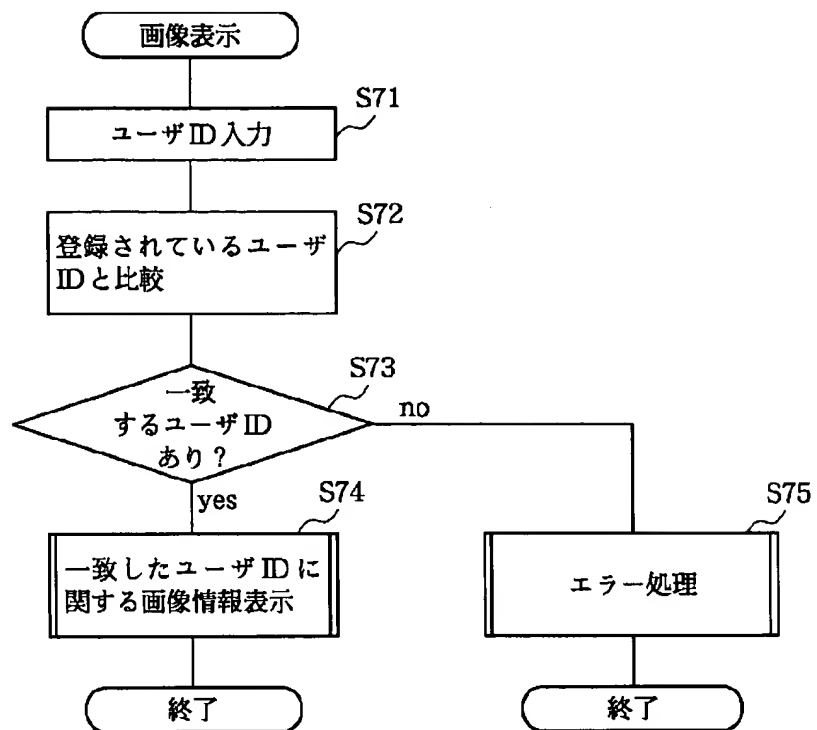 画像表示
S71
ユーザID入力
S72
登録されているユーザ
IDと比較
S73
一致
するユーザID
あり？
no
yes
S74
一致したユーザIDに
関する画像情報表示
S75
エラー処理
終了
終了